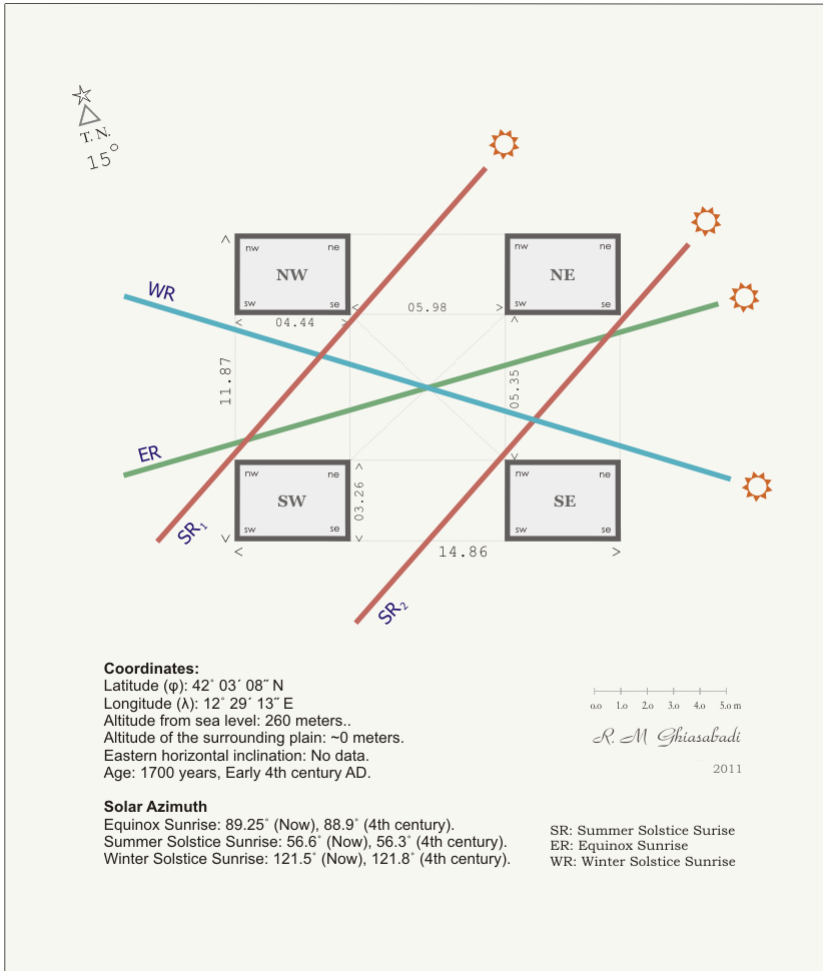 T. N.
15°
WR
nw ne
NW
sw se
nw ne
NE
sw se
05.98
04.44
11.87
05.35
ER
nw ne
SW
sw se
03.26
nw ne
SE
sw se
SR1
14.86
SR2
Coordinates:
Latitude (φ): 42° 03´ 08˝ N
Longitude (λ): 12° 29´ 13˝ E
Altitude from sea level: 260 meters..
Altitude of the surrounding plain: ~0 meters.
Eastern horizontal inclination: No data.
Age: 1700 years, Early 4th century AD.
0.0 1.0 2.0 3.0 4.0 5.0 m
R. M Ghiasabadi
2011
Solar Azimuth
Equinox Sunrise: 89.25° (Now), 88.9° (4th century).
Summer Solstice Sunrise: 56.6° (Now), 56.3° (4th century).
Winter Solstice Sunrise: 121.5° (Now), 121.8° (4th century).
SR: Summer Solstice Surise
ER: Equinox Sunrise
WR: Winter Solstice Sunrise